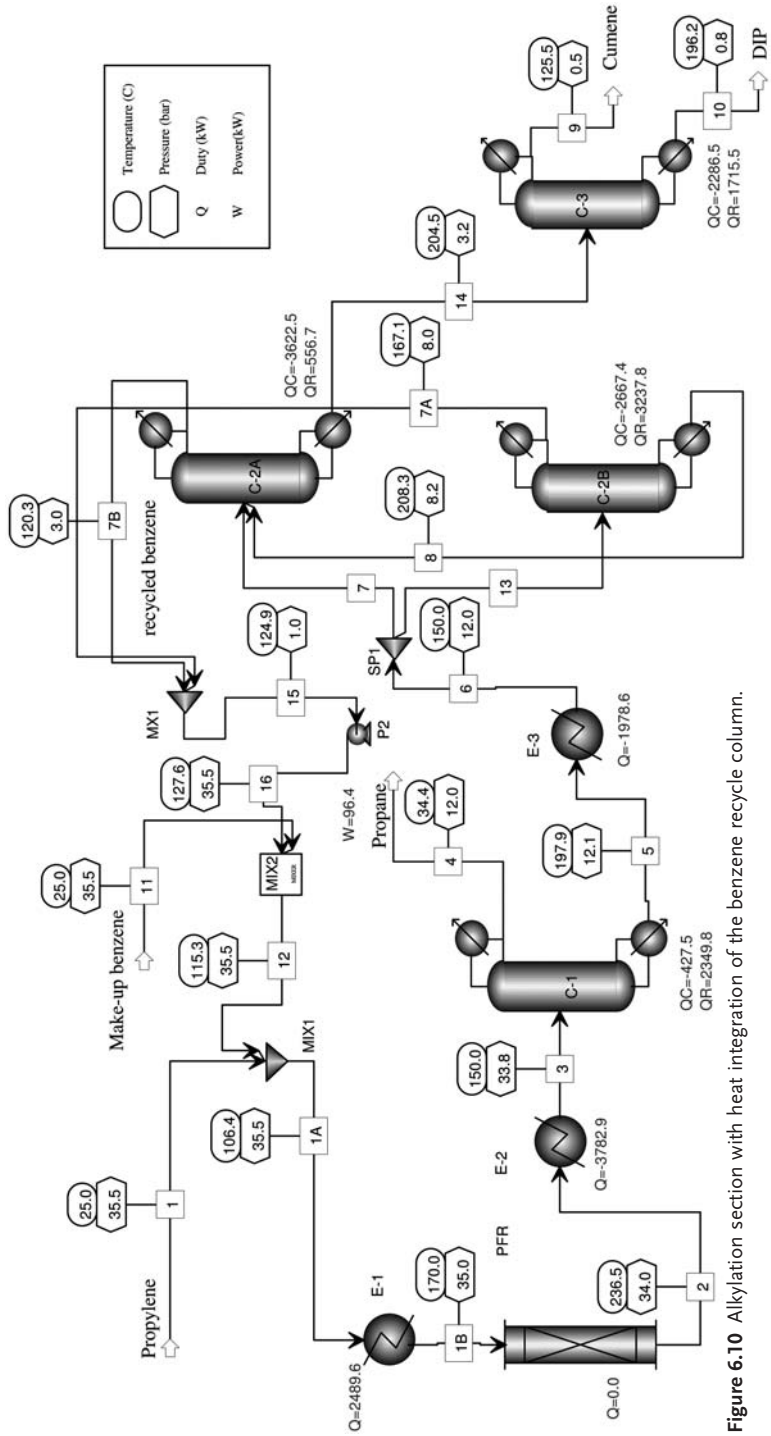 Temperature (C)
Pressure (bar)
Q Duty (kW)
W Power(kW)
Propylene
25.0
35.5
1
Make-up benzene
25.0
35.5
11
MIX1
115.3
35.5
12
MIX2
MIXER
127.6
35.5
16
P2
W=96.4
124.9
1.0
15
MX1
recycled benzene
120.3
3.0
7B
106.4
35.5
1A
Q=2489.6
E-1
170.0
35.0
1B
PFR
Q=0.0
236.5
34.0
2
E-2
Q=-3782.9
150.0
33.8
3
C-1
QC=-427.5
QR=2349.8
Propane
34.4
12.0
4
197.9
12.1
5
E-3
Q=-1978.6
150.0
12.0
6
SP1
7
13
208.3
8.2
8
C-2A
QC=-3622.5
QR=556.7
167.1
8.0
7A
C-2B
QC=-2667.4
QR=3237.8
204.5
3.2
14
C-3
QC=-2286.5
QR=1715.5
125.5
0.5
9
Cumene
196.2
0.8
10
DIP
Figure 6.10 Alkylation section with heat integration of the benzene recycle column.